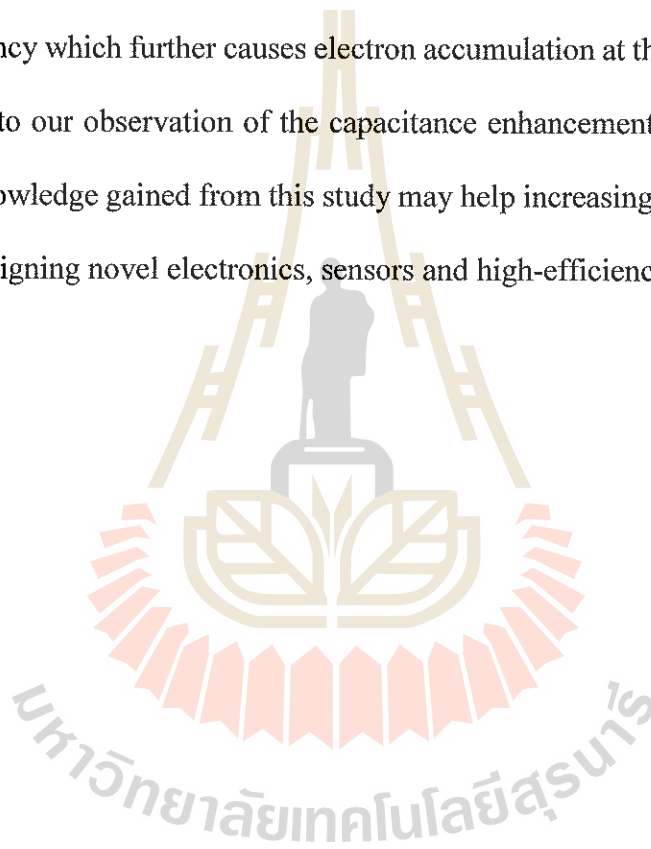 ncy which further causes electron accumulation at th
to our observation of the capacitance enhancement
owledge gained from this study may help increasing
igning novel electronics, sensors and high-efficienc
มหาวิทยาลัยเทคโนโลยีสุรนารี